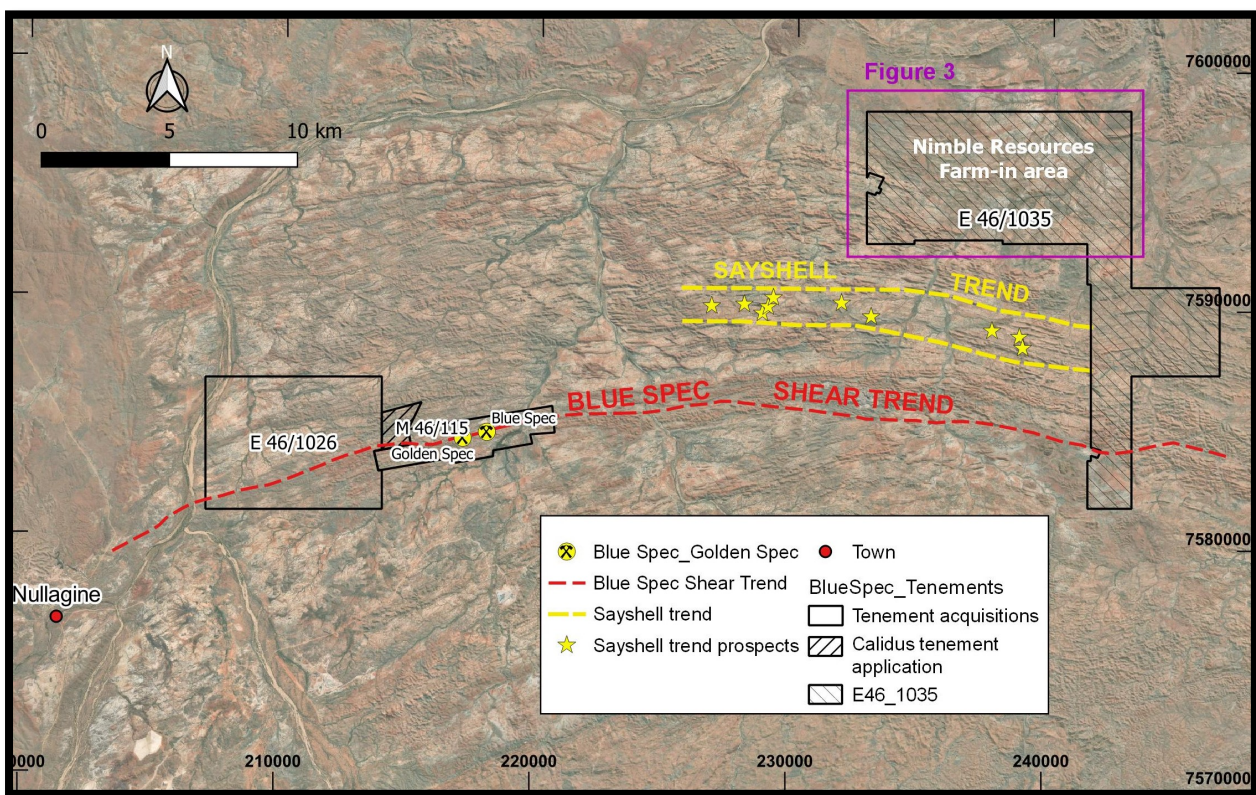 N
0 5 10 km
Figure 3
7600000
Nimble Resources
Farm-in area
E 46/1035
SAYSHELL TREND
7590000
BLUE SPEC SHEAR TREND
E 46/1026
M 46/115
Blue Spec
Golden Spec
7580000
Nullagine
Blue Spec_Golden Spec
Blue Spec Shear Trend
Sayshell trend
Sayshell trend prospects
Town
BlueSpec_Tenements
Tenement acquisitions
Calidus tenement
application
E46_1035
0000 210000 220000 230000 240000
7570000